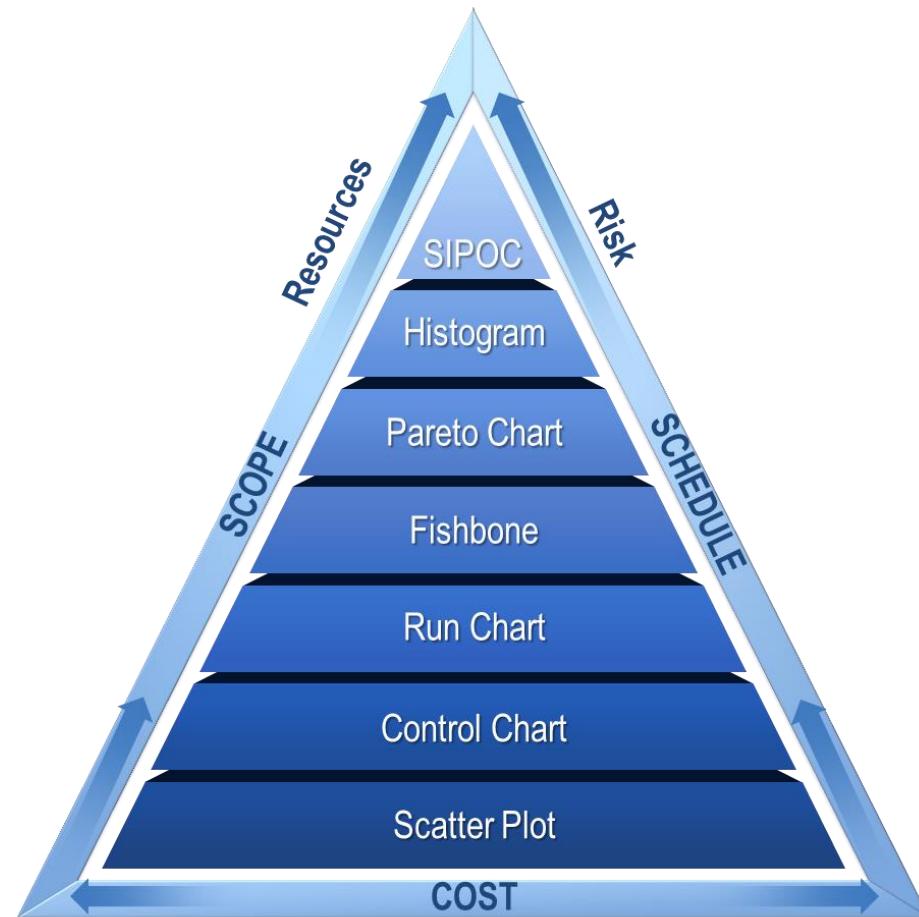 Resources
Risk
SIPOC
Histogram
Pareto Chart
SCOPE
SCHEDULE
Fishbone
Run Chart
Control Chart
Scatter Plot
COST